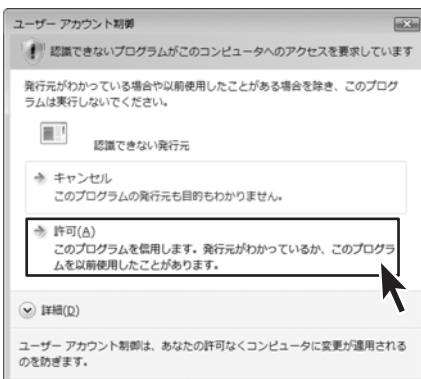 ユーザー アカウント制御
認識できないプログラムがこのコンピュータへのアクセスを要求しています
発行元がわかっている場合や以前使用したことがある場合を除き、このプログ
ラムは実行しないでください。
認識できない発行元
キャンセル
このプログラムの発行元も目的もわかりません。
許可(A)
このプログラムを信用します。発行元がわかっているか、このプログラ
ムを以前使用したことがあります。
詳細(D)
ユーザー アカウント制御は、あなたの許可なくコンピュータに変更が適用される
のを防ぎます。